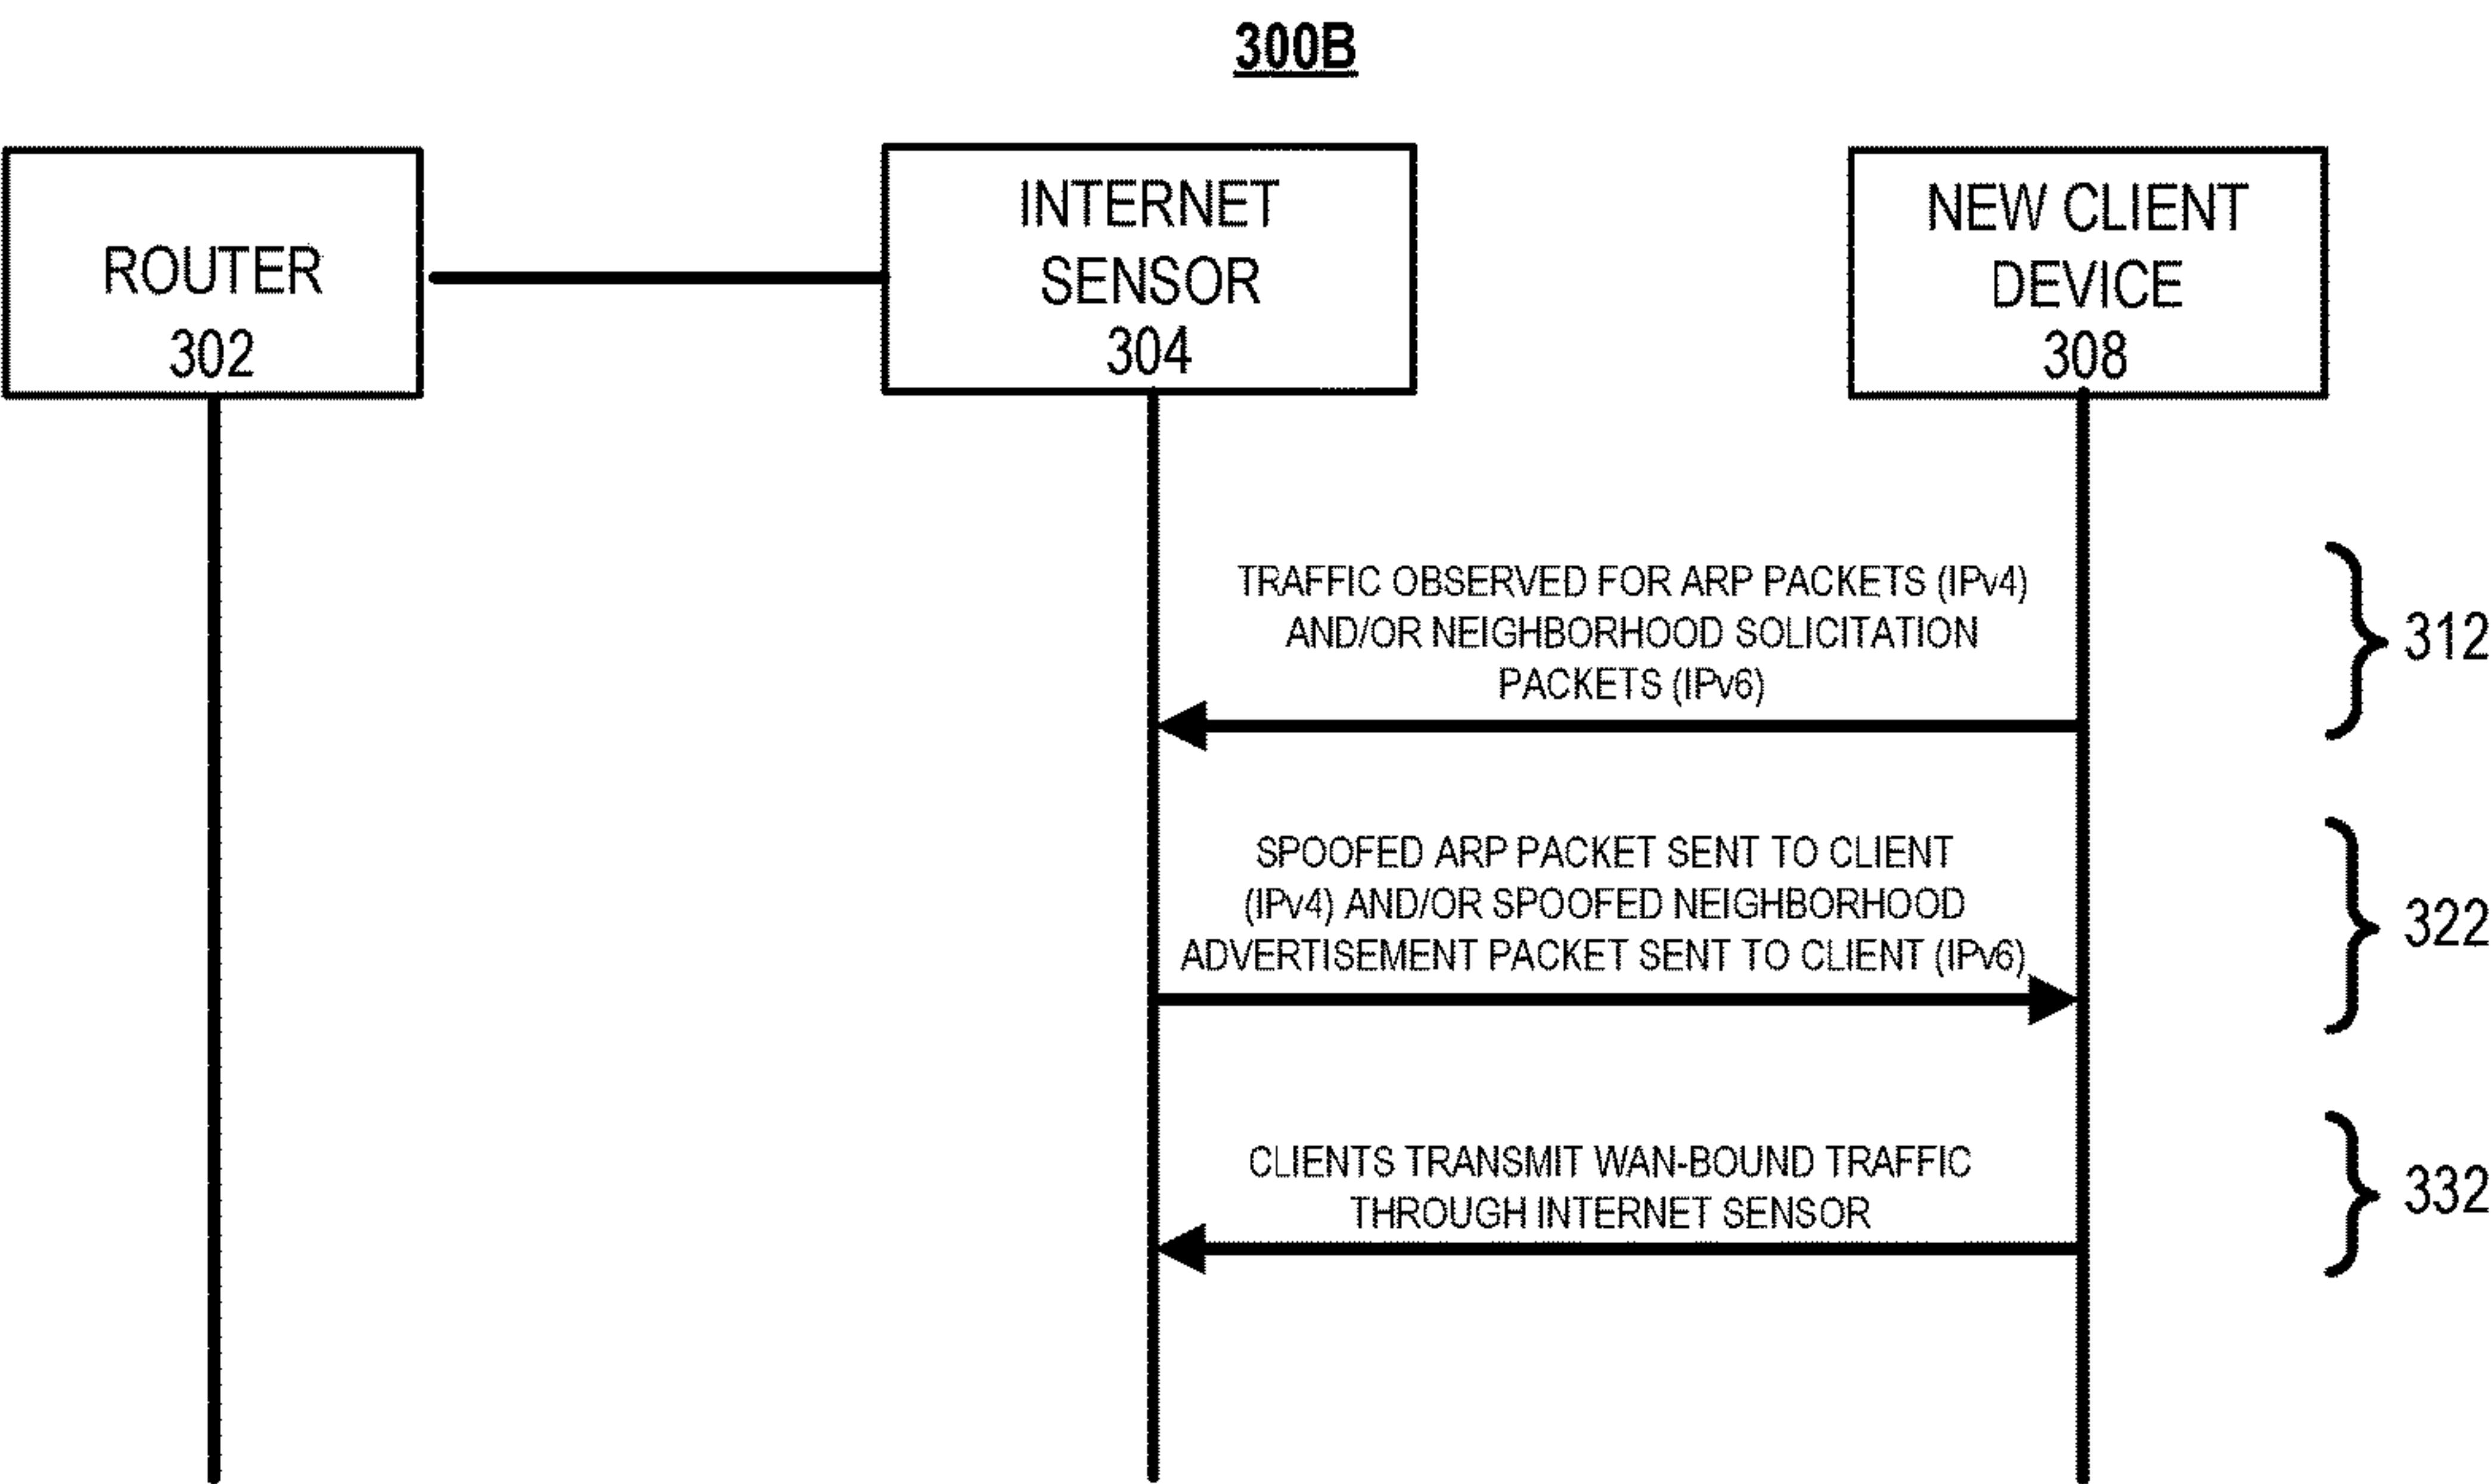 300B
ROUTER
302
INTERNET
SENSOR
304
NEW CLIENT
DEVICE
308
TRAFFIC OBSERVED FOR ARP PACKETS (IPv4)
AND/OR NEIGHBORHOOD SOLICITATION
PACKETS (IPv6)
312
SPOOFED ARP PACKET SENT TO CLIENT
(IPv4) AND/OR SPOOFED NEIGHBORHOOD
ADVERTISEMENT PACKET SENT TO CLIENT (IPv6)
322
CLIENTS TRANSMIT WAN-BOUND TRAFFIC
THROUGH INTERNET SENSOR
332